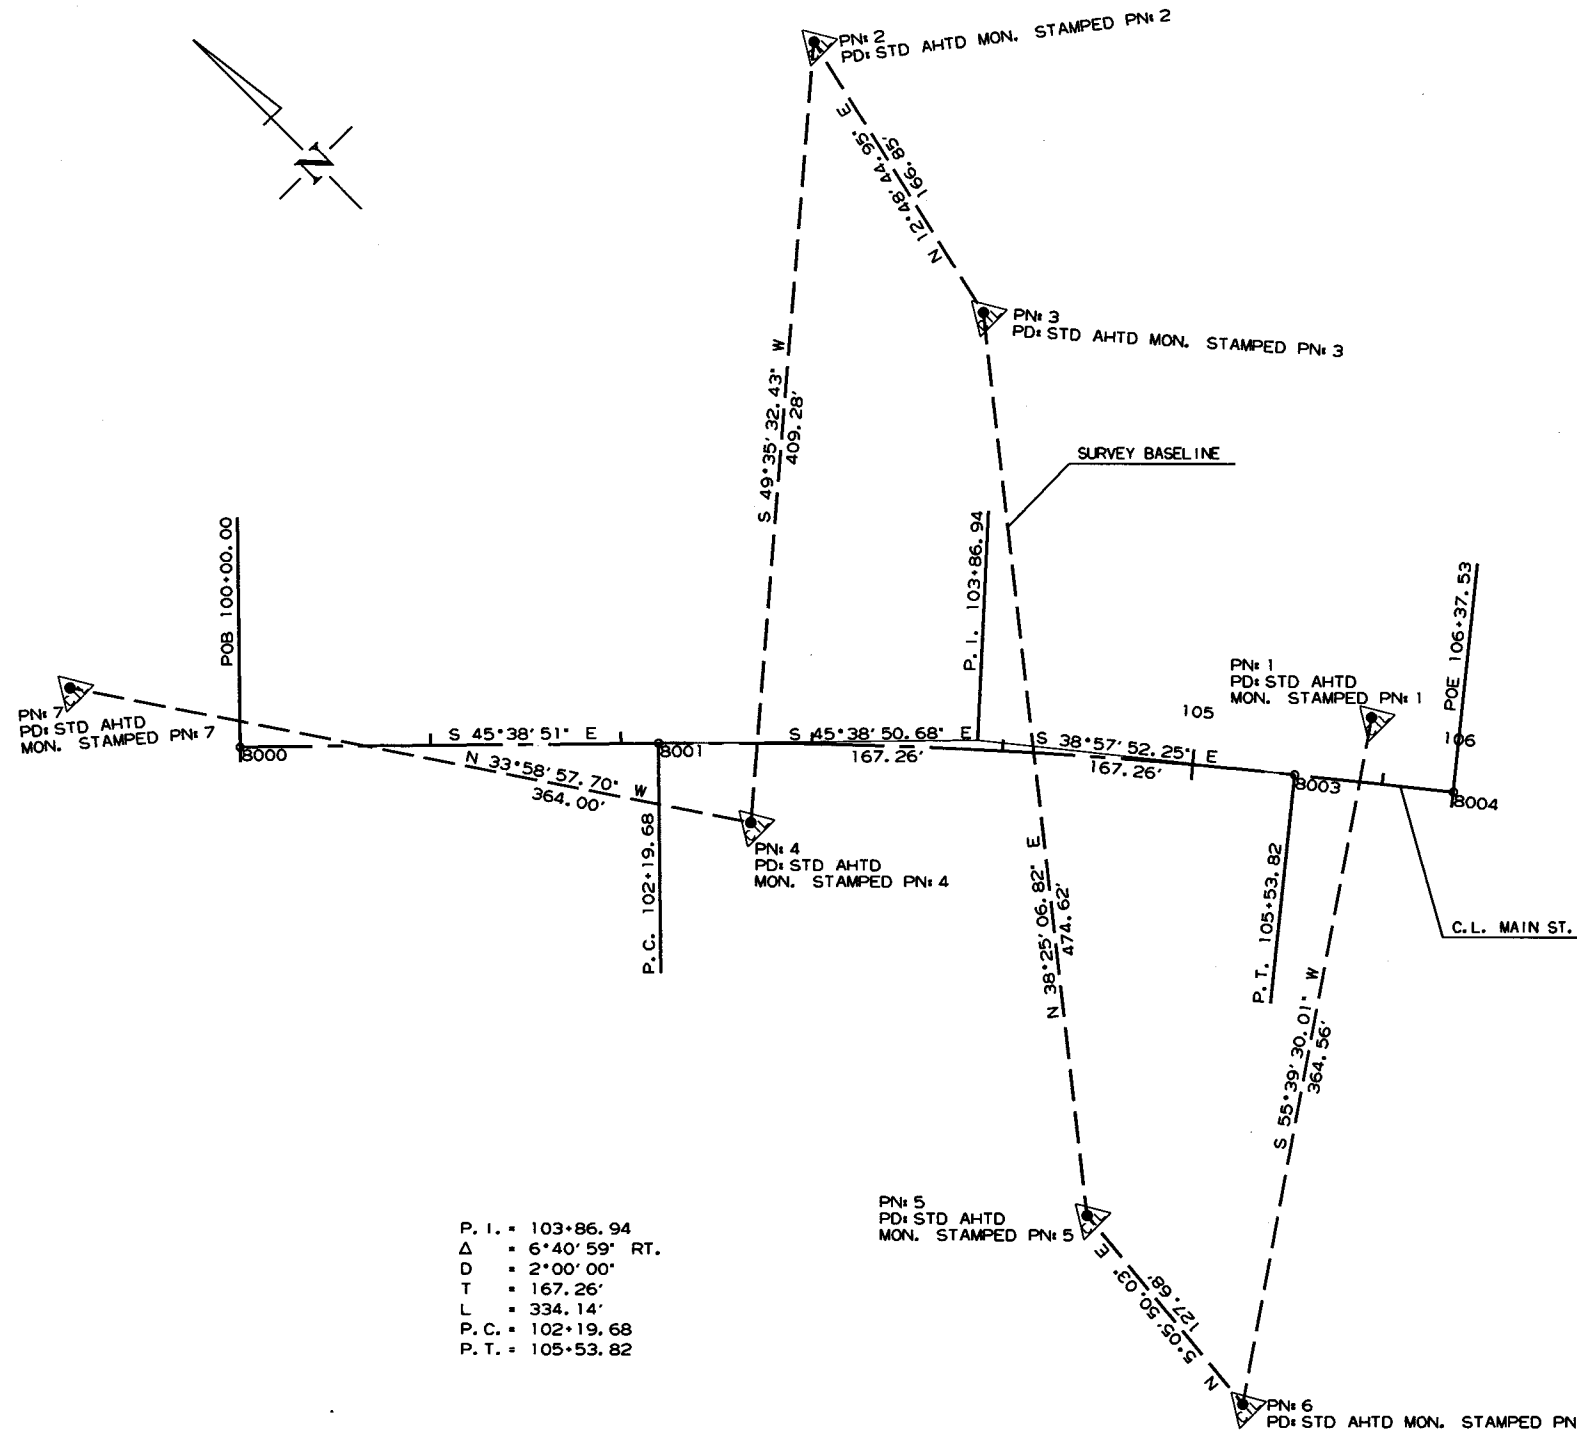 PN: 2
PD: STD AHTD MON. STAMPED PN: 2
N
N 12°48'44.95" E
166.85'
PN: 3
PD: STD AHTD MON. STAMPED PN: 3
S 49°35'32.43" W
409.28'
SURVEY BASELINE
POB 100+00.00
P.I. 103+86.94
POE 106+37.53
PN: 1
PD: STD AHTD
MON. STAMPED PN: 1
105
106
PN: 7
PD: STD AHTD
MON. STAMPED PN: 7
8000
S 45°38'51" E
8001
S 45°38'50.68" E
167.26'
S 38°57'52.25" E
167.26'
8003
8004
N 33°58'57.70" W
364.00'
PN: 4
PD: STD AHTD
MON. STAMPED PN: 4
P.C. 102+19.68
N 38°25'06.82" E
474.62'
P.T. 105+53.82
C.L. MAIN ST.
S 55°39'30.01" W
364.56'
PN: 5
PD: STD AHTD
MON. STAMPED PN: 5
N 5°05'50.03" E
127.68'
PN: 6
PD: STD AHTD MON. STAMPED PN
P.I. = 103+86.94
Δ = 6°40'59" RT.
D = 2°00'00"
T = 167.26'
L = 334.14'
P.C. = 102+19.68
P.T. = 105+53.82